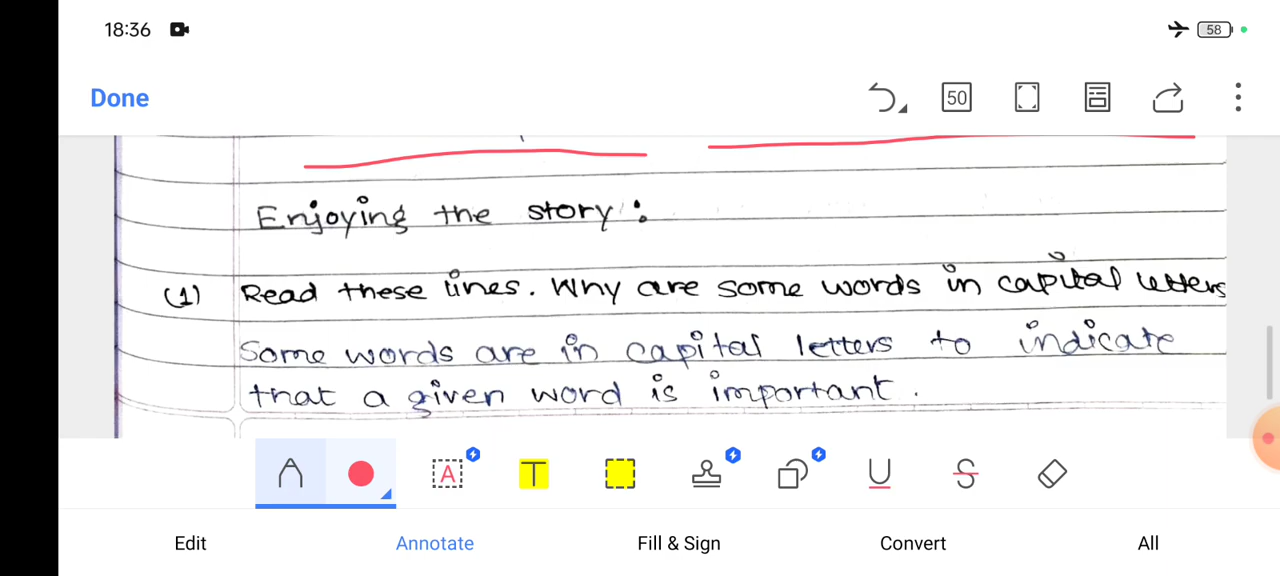 18:36
58
Done
50
Enjoying the story :
(1) Read these lines. Why are some words in capital letters
Some words are in capital letters to indicate
that a given word is important.
A
T
U
S
Edit
Annotate
Fill & Sign
Convert
All